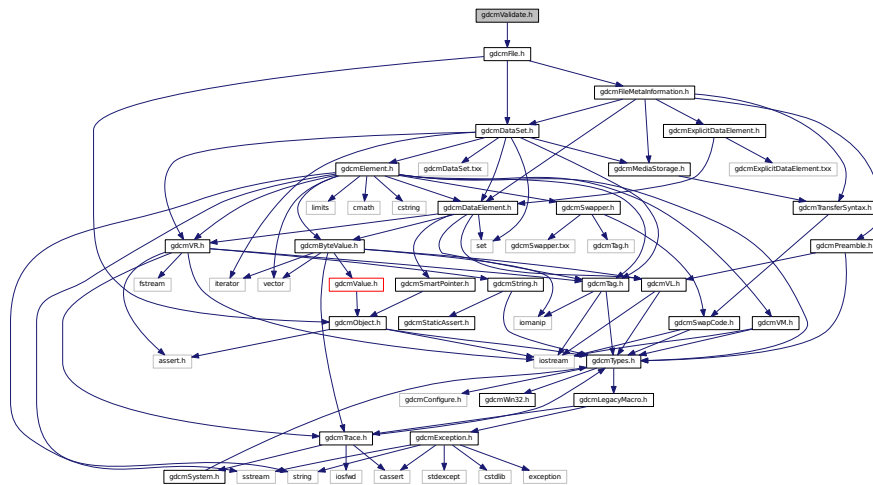 gdcmValidate.h
gdcmFile.h
gdcmFileMetaInformation.h
gdcmDataSet.h
gdcmExplicitDataElement.h
gdcmElement.h
gdcmDataSet.txx
gdcmMediaStorage.h
gdcmExplicitDataElement.txx
limits
cmath
cstring
gdcmDataElement.h
gdcmSwapper.h
gdcmTransferSyntax.h
gdcmVR.h
gdcmByteValue.h
set
gdcmSwapper.txx
gdcmTag.h
gdcmPreamble.h
fstream
iterator
vector
gdcmValue.h
gdcmSmartPointer.h
gdcmString.h
gdcmTag.h
gdcmVL.h
gdcmObject.h
gdcmStaticAssert.h
iomanip
gdcmSwapCode.h
gdcmVM.h
assert.h
iostream
gdcmTypes.h
gdcmConfigure.h
gdcmWin32.h
gdcmLegacyMacro.h
gdcmTrace.h
gdcmException.h
gdcmSystem.h
sstream
string
iosfwd
cassert
stdexcept
cstdlib
exception